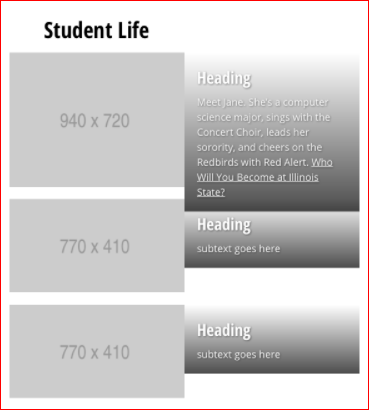 Student Life
940 x 720
Heading
Meet Jane. She's a computer
science major, sings with the
Concert Choir, leads her
sorority, and cheers on the
Redbirds with Red Alert. Who
Will You Become at Illinois
State?
770 x 410
Heading
subtext goes here
770 x 410
Heading
subtext goes here